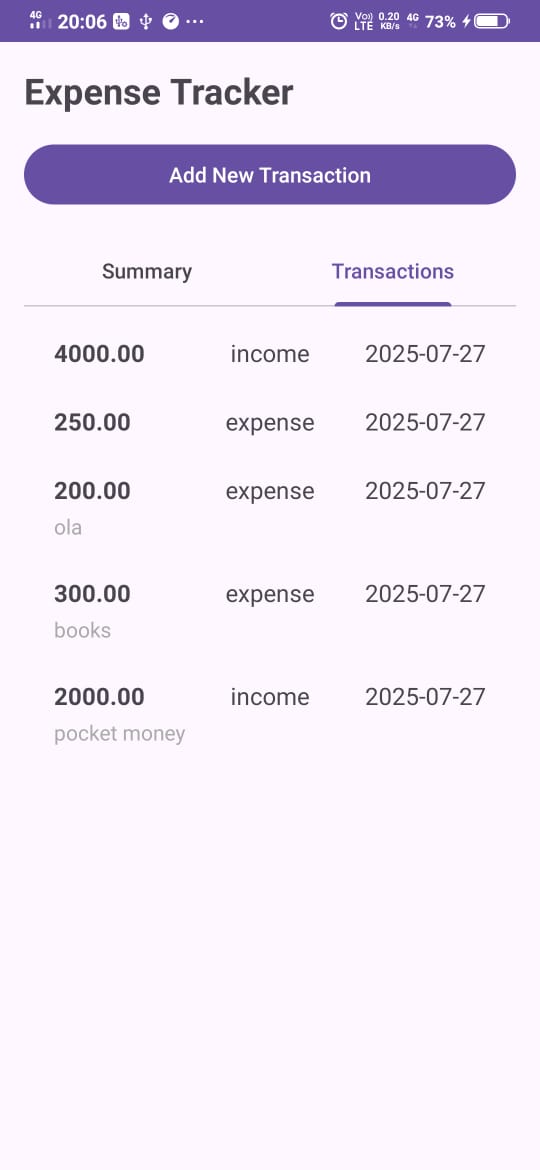 4G 20:06 ... Vo)) LTE 0.20 KB/s 4G 73%
Expense Tracker
Add New Transaction
Summary Transactions
4000.00 income 2025-07-27
250.00 expense 2025-07-27
200.00 expense 2025-07-27
ola
300.00 expense 2025-07-27
books
2000.00 income 2025-07-27
pocket money